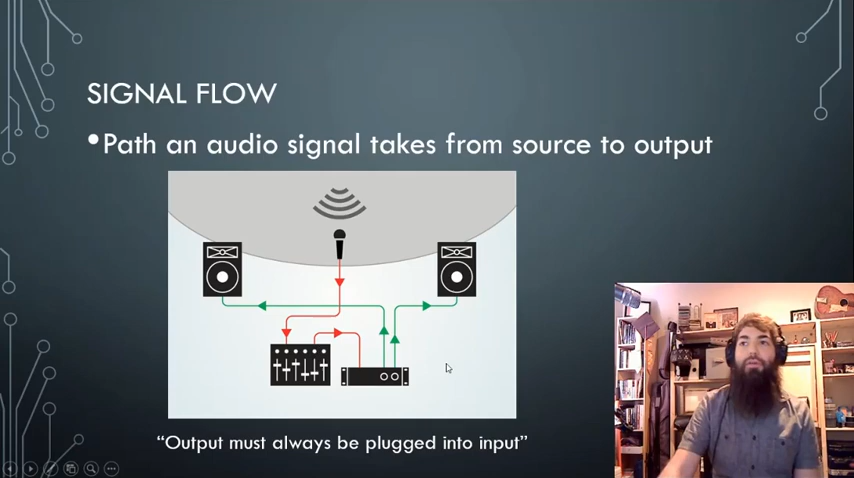 SIGNAL FLOW
•Path an audio signal takes from source to output
“Output must always be plugged into input”